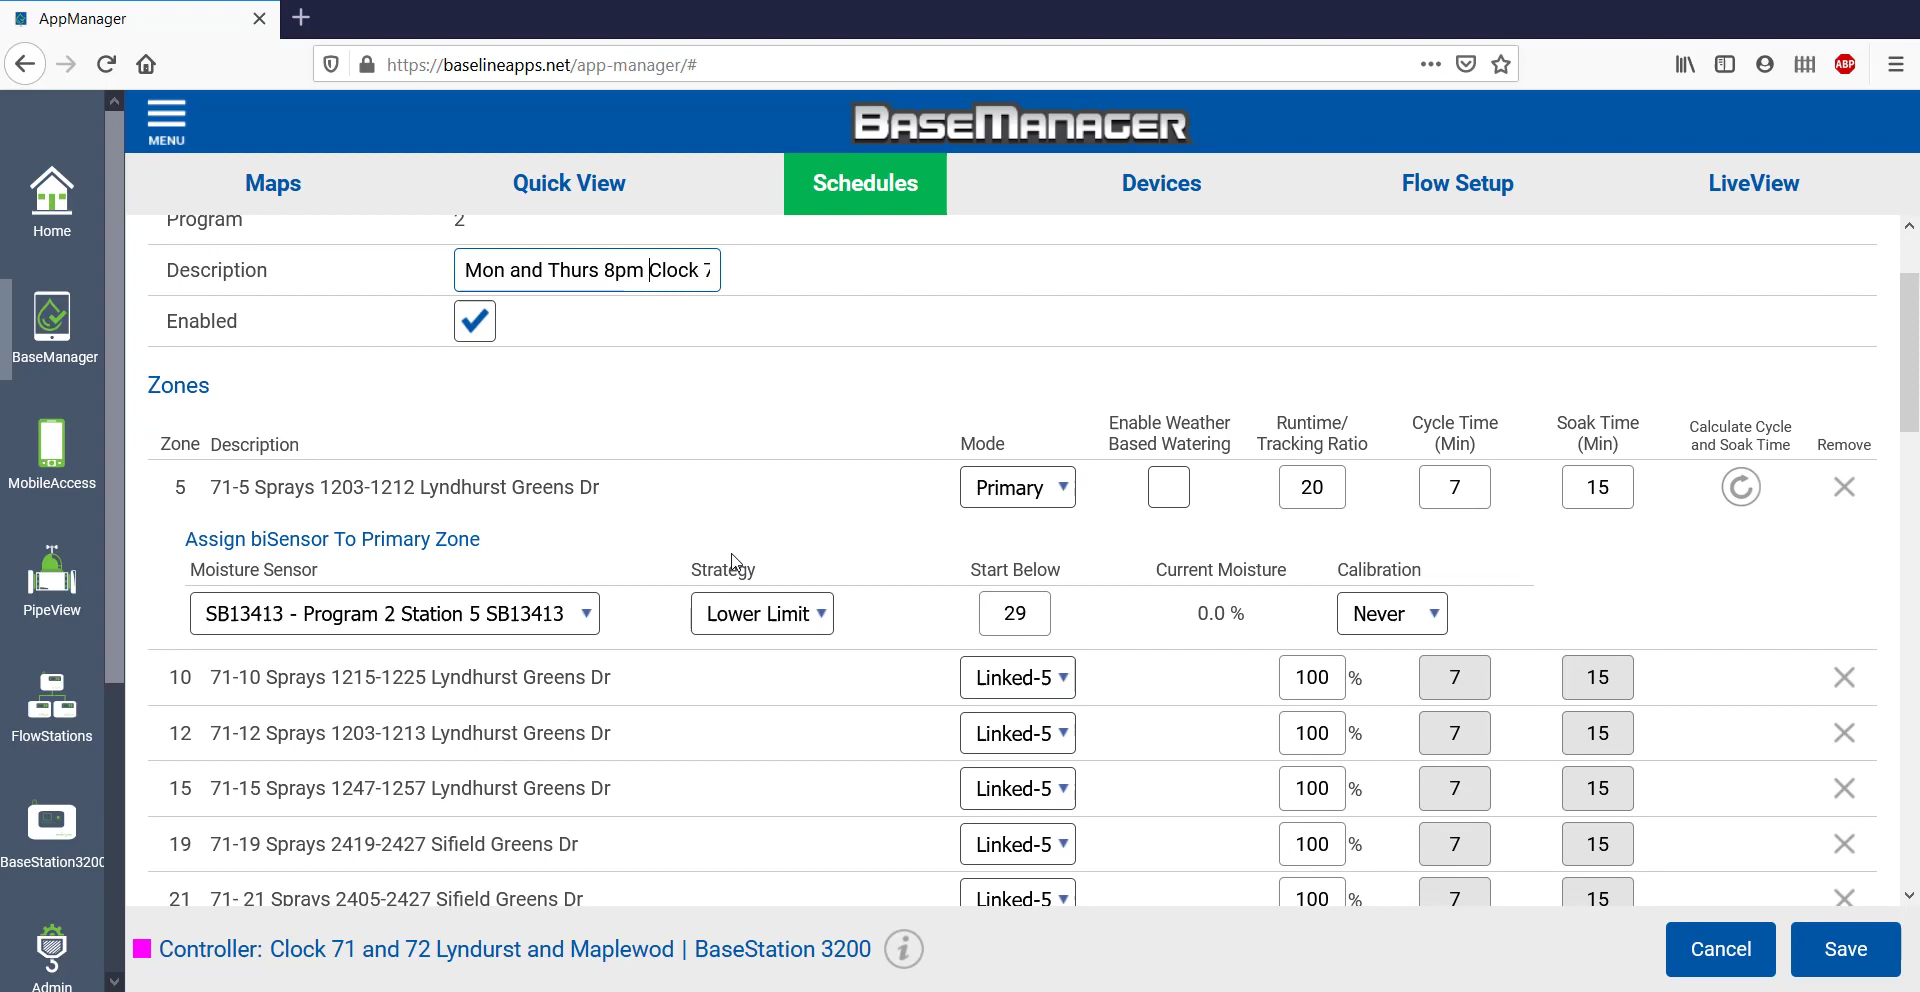 AppManager
https://baselineapps.net/app-manager/#
ABP
MENU
BASEMANAGER
Maps Quick View Schedules Devices Flow Setup LiveView
Home
BaseManager
MobileAccess
PipeView
FlowStations
BaseStation3200
Admin
Program 2
Description Mon and Thurs 8pm Clock 7
Enabled
Zones
Zone Description Mode Enable Weather Based Watering Runtime/ Tracking Ratio Cycle Time (Min) Soak Time (Min) Calculate Cycle and Soak Time Remove
5 71-5 Sprays 1203-1212 Lyndhurst Greens Dr Primary 20 7 15
Assign biSensor To Primary Zone
Moisture Sensor Strategy Start Below Current Moisture Calibration
SB13413 - Program 2 Station 5 SB13413 Lower Limit 29 0.0 % Never
10 71-10 Sprays 1215-1225 Lyndhurst Greens Dr Linked-5 100 % 7 15
12 71-12 Sprays 1203-1213 Lyndhurst Greens Dr Linked-5 100 % 7 15
15 71-15 Sprays 1247-1257 Lyndhurst Greens Dr Linked-5 100 % 7 15
19 71-19 Sprays 2419-2427 Sifield Greens Dr Linked-5 100 % 7 15
21 71- 21 Sprays 2405-2427 Sifield Greens Dr Linked-5 100 % 7 15
Controller: Clock 71 and 72 Lyndurst and Maplewod | BaseStation 3200
Cancel Save